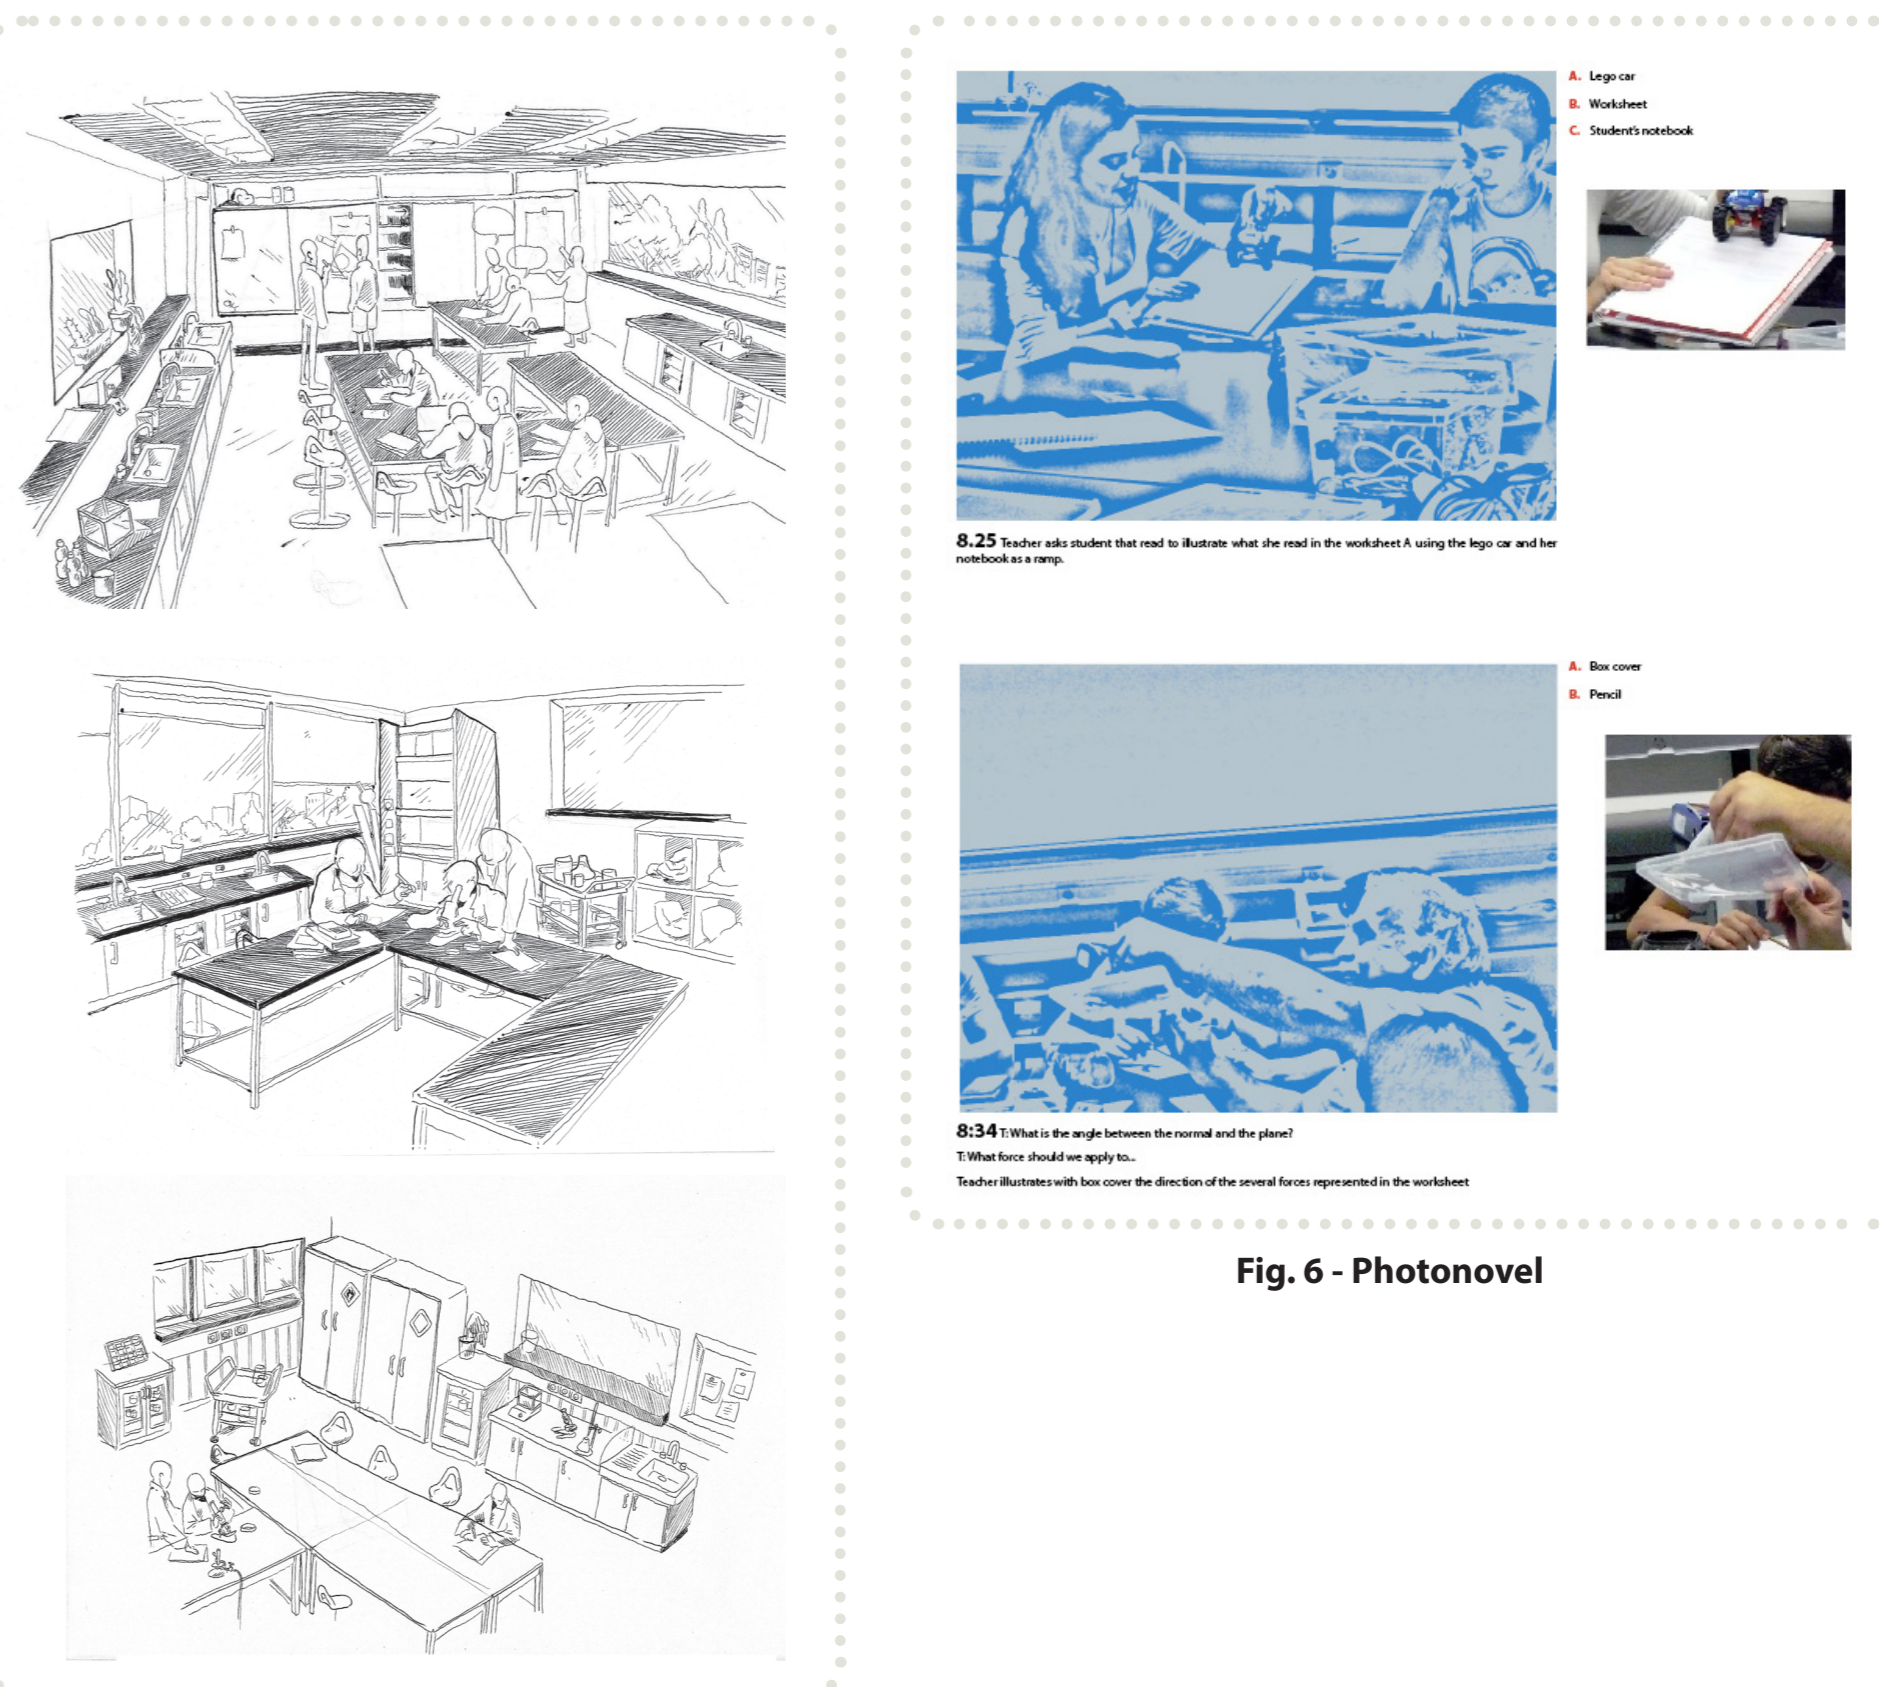 A. Lego car
B. Worksheet
C. Student's notebook
8.25 Teacher asks student that read to illustrate what she read in the worksheet A using the lego car and her
notebook as a ramp.
A. Box cover
B. Pencil
8:34 T: What is the angle between the normal and the plane?
T: What force should we apply to...
Teacher illustrates with box cover the direction of the several forces represented in the worksheet
Fig. 6 - Photonovel